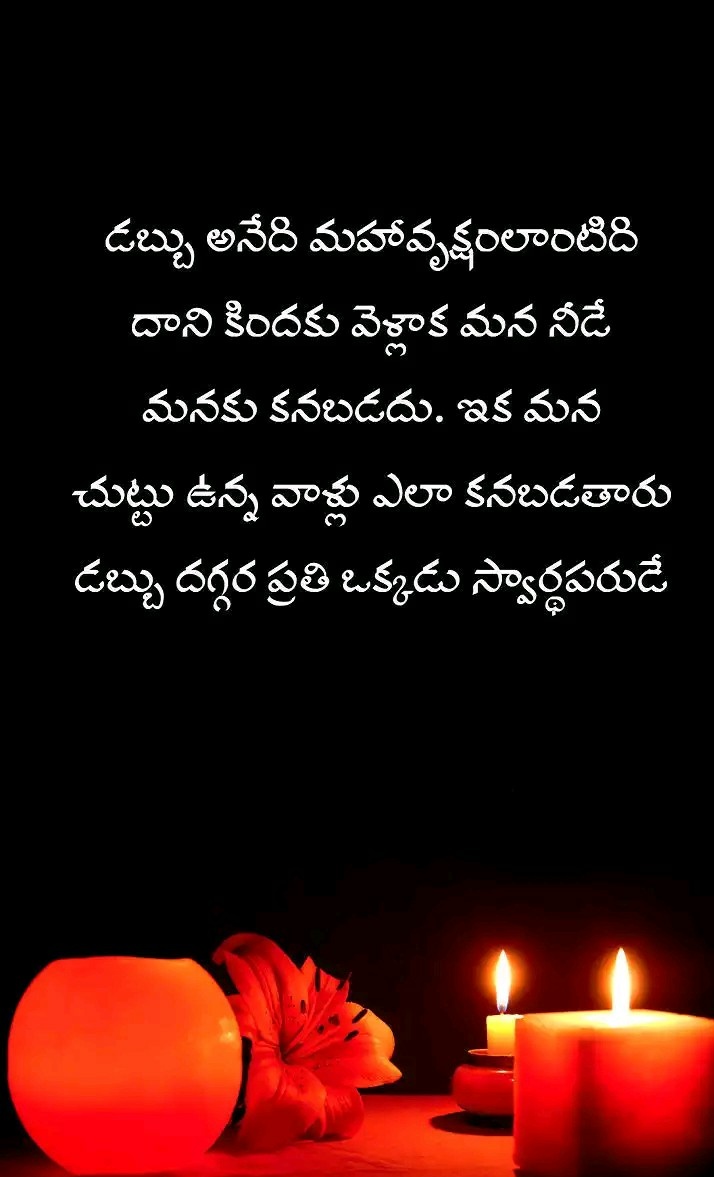 డబ్బు అనేది మహావృక్షంలాంటిది
దాని కిందకు వెళ్లాక మన నీడే
మనకు కనబడదు. ఇక మన
చుట్టు ఉన్న వాళ్లు ఎలా కనబడతారు
డబ్బు దగ్గర ప్రతి ఒక్కడు స్వార్థపరుడే